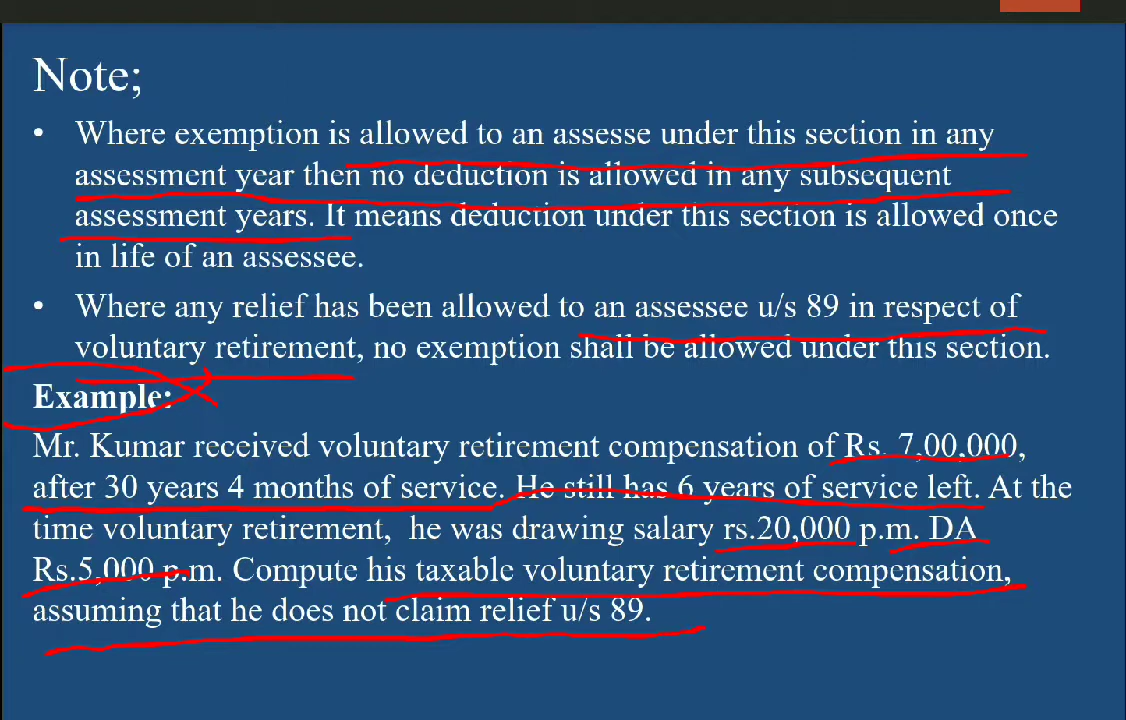 Note;
• Where exemption is allowed to an assesse under this section in any
assessment year then no deduction is allowed in any subsequent
assessment years. It means deduction under this section is allowed once
in life of an assessee.
• Where any relief has been allowed to an assessee u/s 89 in respect of
voluntary retirement, no exemption shall be allowed under this section.
Example:
Mr. Kumar received voluntary retirement compensation of Rs. 7,00,000,
after 30 years 4 months of service. He still has 6 years of service left. At the
time voluntary retirement, he was drawing salary rs.20,000 p.m. DA
Rs.5,000 p.m. Compute his taxable voluntary retirement compensation,
assuming that he does not claim relief u/s 89.